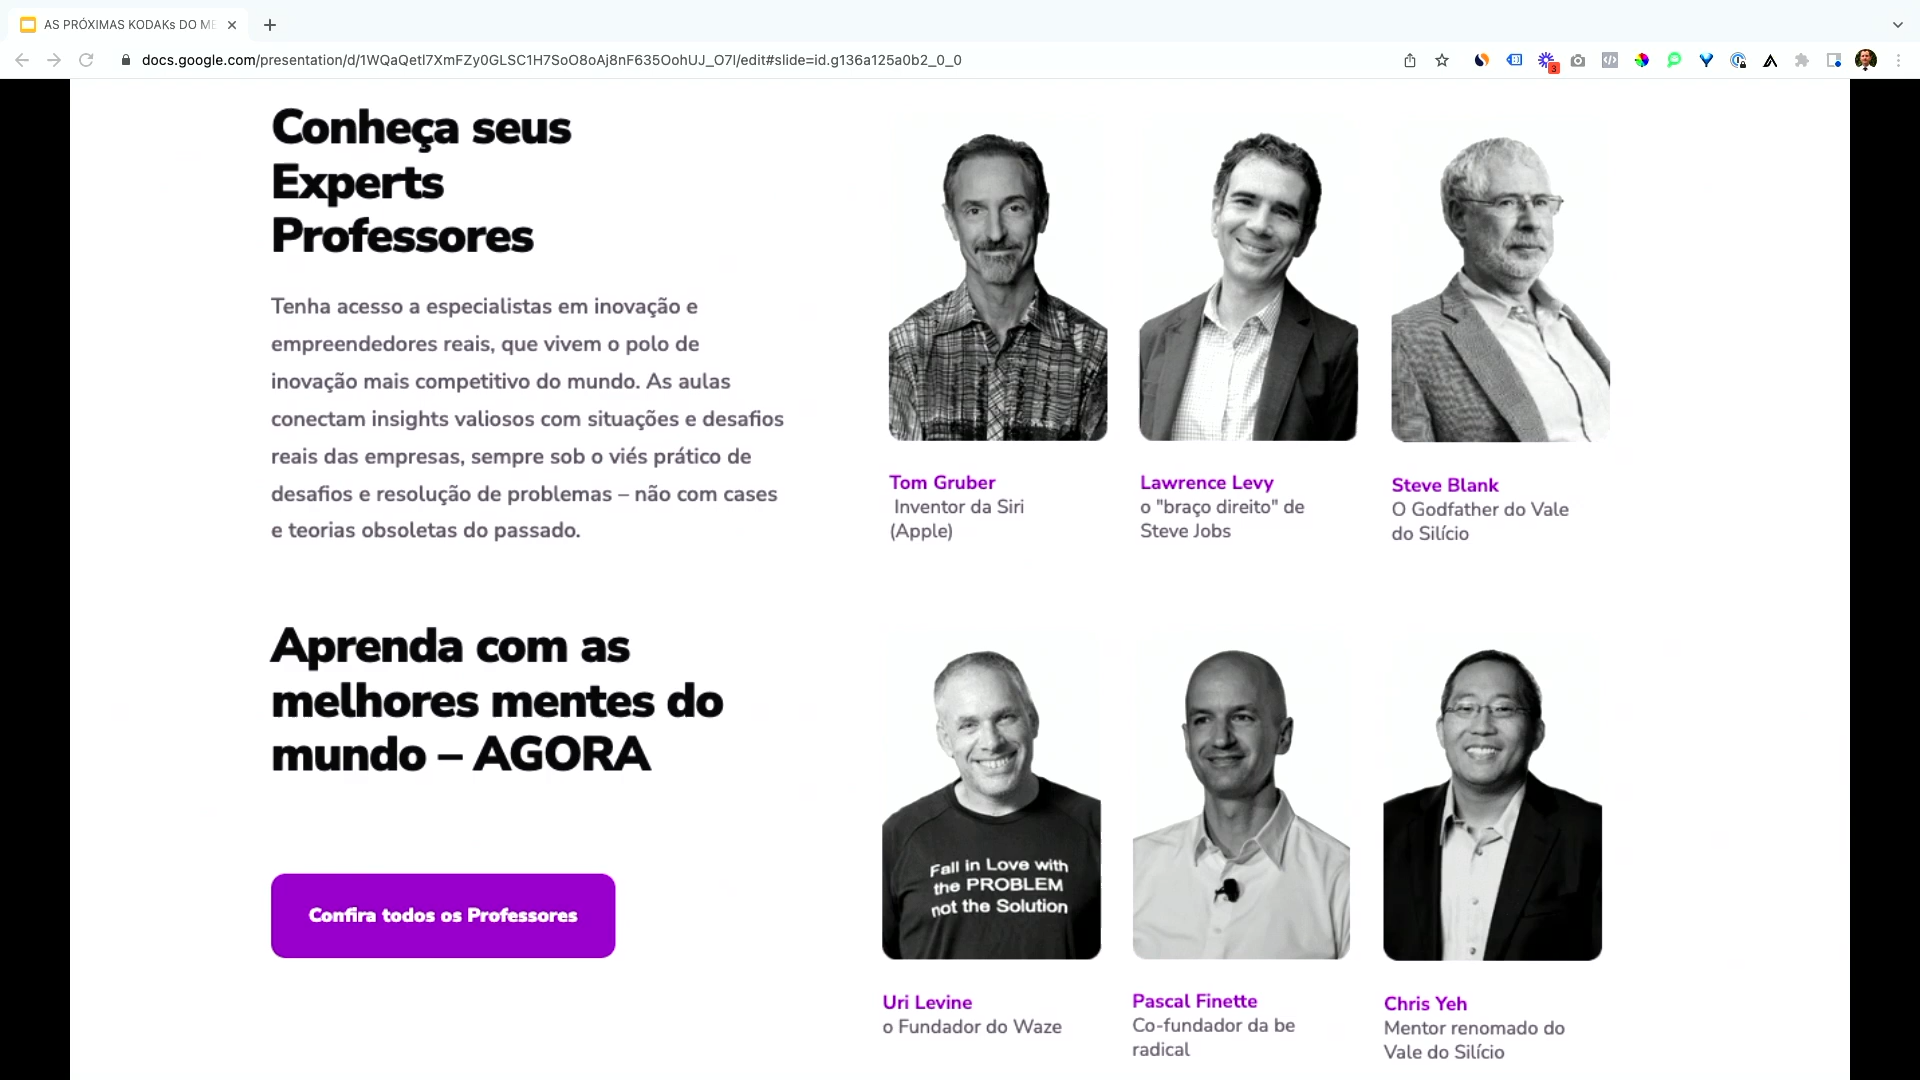 AS PRÓXIMAS KODAKs DO ME
docs.google.com/presentation/d/1WQaQetl7XmFZy0GLSC1H7SoO8oAj8nF635OohUJ_O7I/edit#slide=id.g136a125a0b2_0_0
3
Conheça seus
Experts
Professores
Tenha acesso a especialistas em inovação e
empreendedores reais, que vivem o polo de
inovação mais competitivo do mundo. As aulas
conectam insights valiosos com situações e desafios
reais das empresas, sempre sob o viés prático de
desafios e resolução de problemas – não com cases
e teorias obsoletas do passado.
Tom Gruber
Inventor da Siri
(Apple)
Lawrence Levy
o "braço direito" de
Steve Jobs
Steve Blank
O Godfather do Vale
do Silício
Aprenda com as
melhores mentes do
mundo – AGORA
Confira todos os Professores
Fall in Love with
the PROBLEM
not the Solution
Uri Levine
o Fundador do Waze
Pascal Finette
Co-fundador da be
radical
Chris Yeh
Mentor renomado do
Vale do Silício